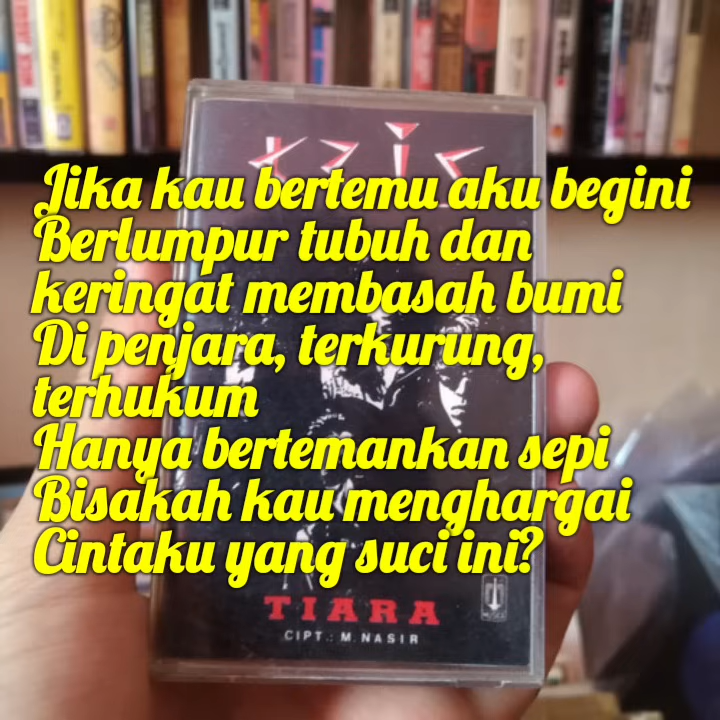 Jika kau bertemu aku begini
Berlumpur tubuh dan
keringat membasah bumi
Di penjara, terkurung,
terhukum
Hanya bertemankan sepi
Bisakah kau menghargai
Cintaku yang suci ini?
TIARA
CIPT.: M. NASIR